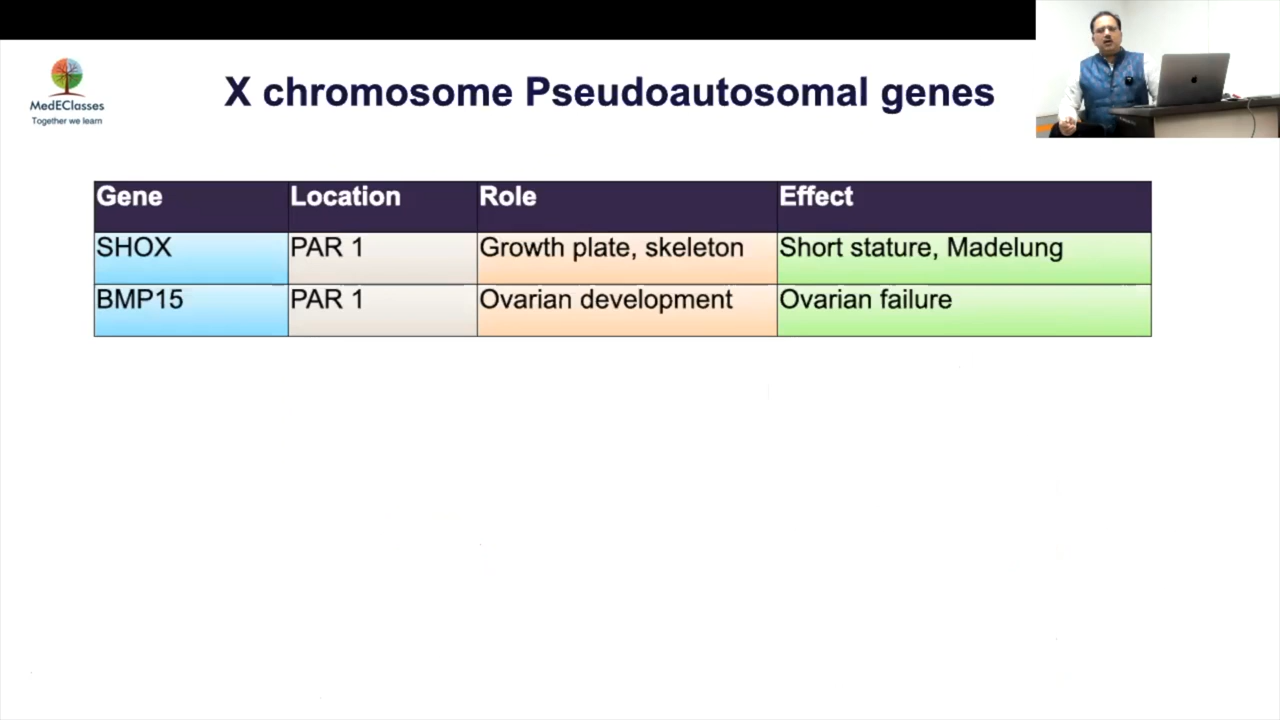 X chromosome Pseudoautosomal genes
MedEClasses
Together we learn
Gene Location Role Effect
SHOX PAR 1 Growth plate, skeleton Short stature, Madelung
BMP15 PAR 1 Ovarian development Ovarian failure